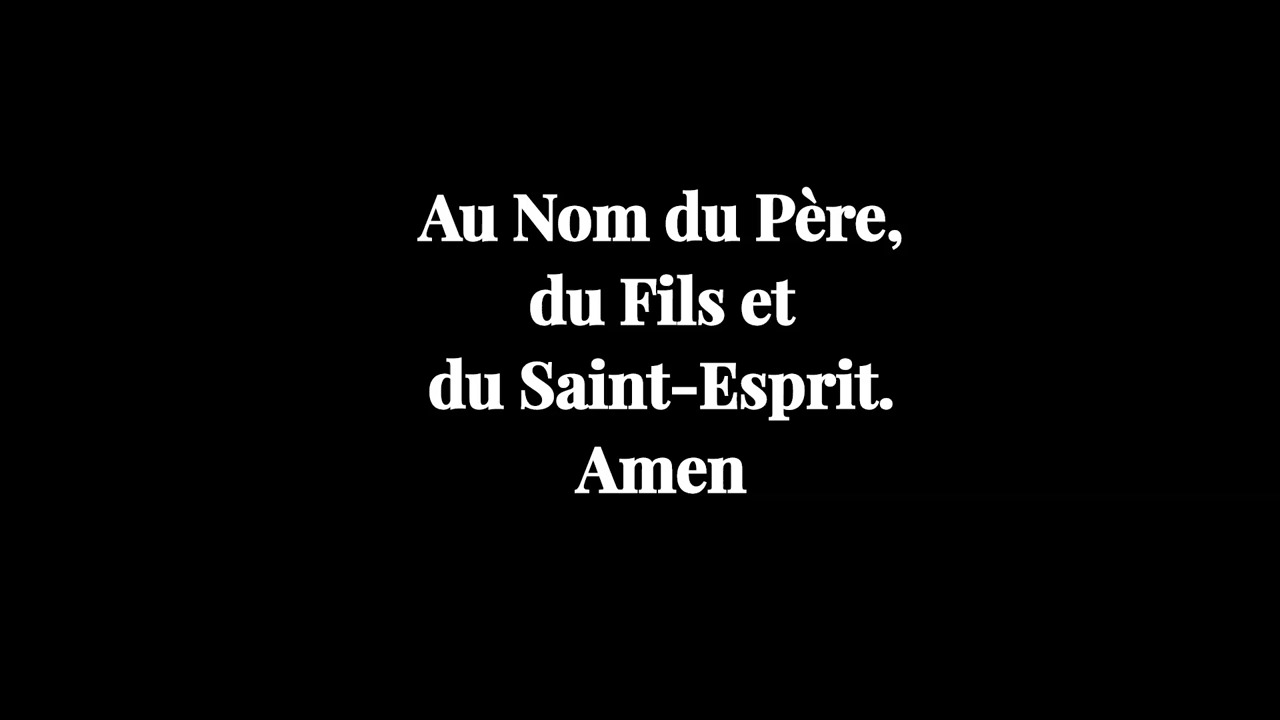 Au Nom du Père,
du Fils et
du Saint-Esprit.
Amen